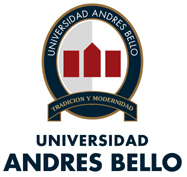 UNIVERSIDAD ANDRES BELLO
TRADICION Y MODERNIDAD
UNIVERSIDAD
ANDRES BELLO